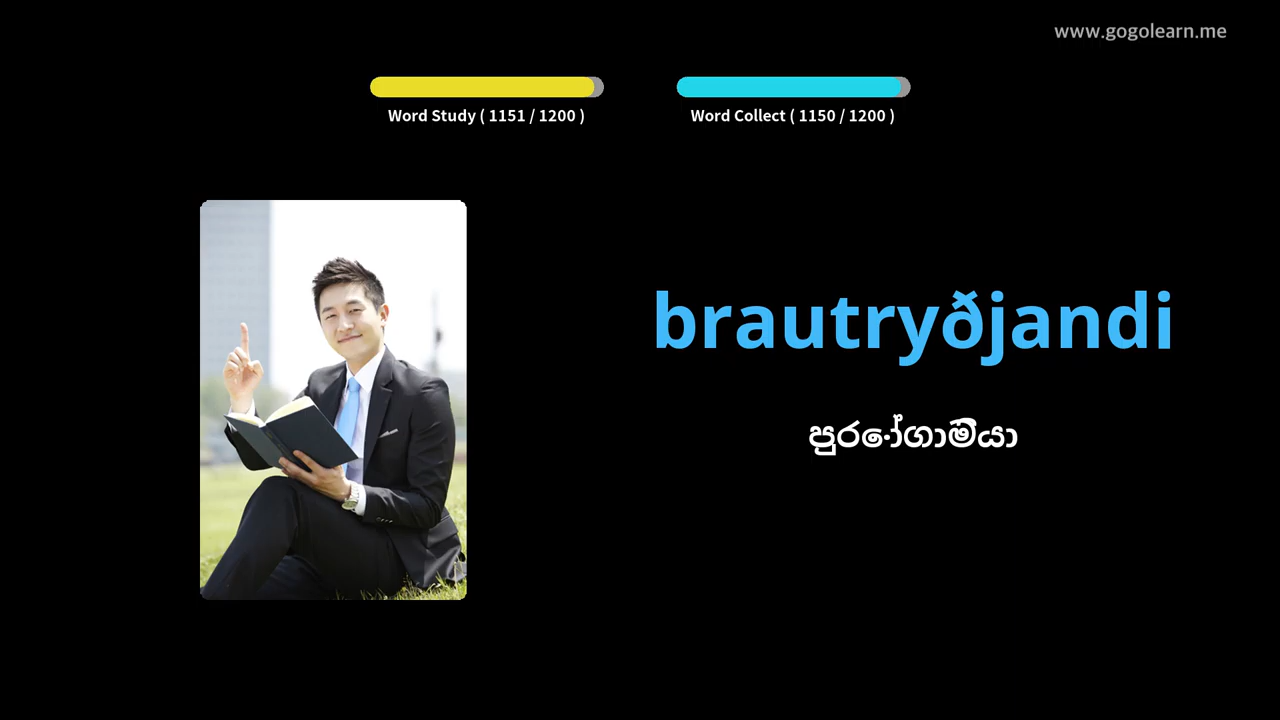 www.gogolearn.me
Word Study ( 1151 / 1200 )
Word Collect ( 1150 / 1200 )
brautryðjandi
පුරෝගාමියා